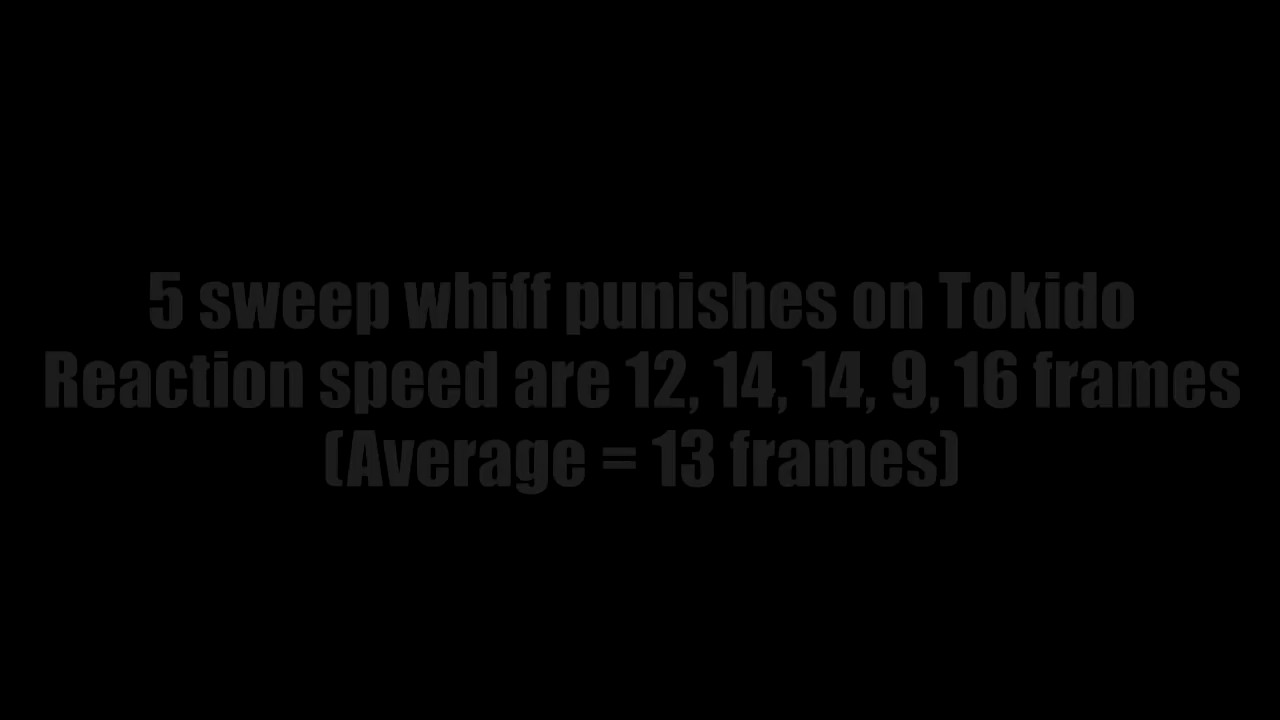 5 sweep whiff punishes on Tokido
Reaction speed are 12, 14, 14, 9, 16 frames
(Average = 13 frames)